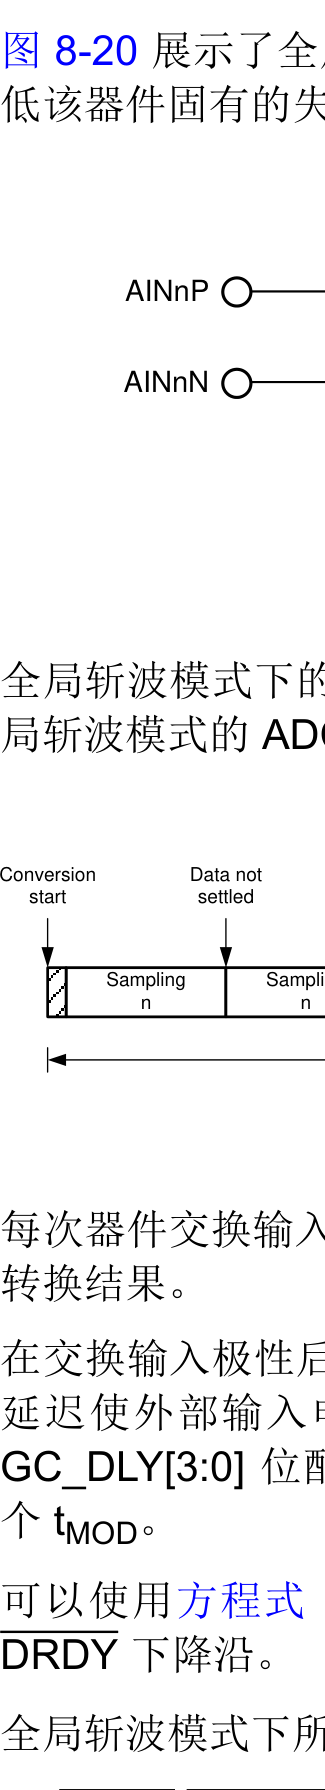 图 8-20 展示了全
低该器件固有的失
AINnP
AINnN
全局斩波模式下的
局斩波模式的 AD
Conversion
start
Data not
settled
Sampling
n
Sampli
n
每次器件交换输入
转换结果。
在交换输入极性后
延迟使外部输入
GC_DLY[3:0] 位配
个 tMOD。
可以使用方程式
DRDY 下降沿。
全局斩波模式下所